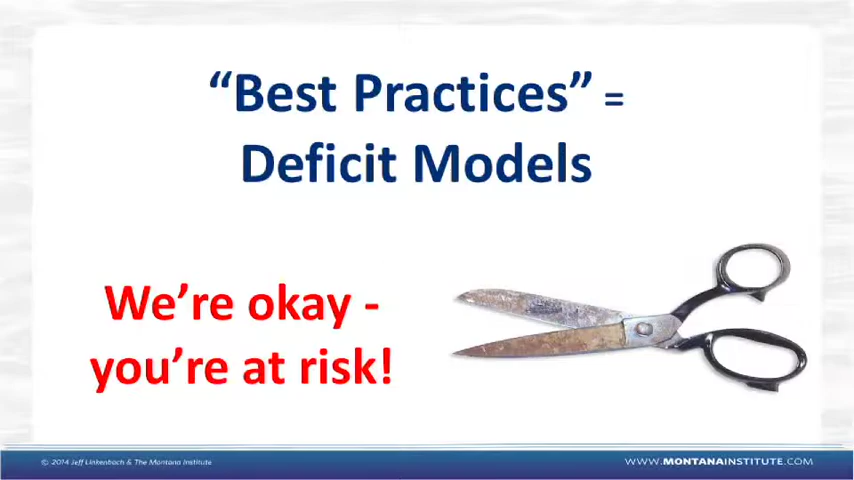 “Best Practices” =
Deficit Models
We’re okay -
you’re at risk!
© 2014 Jeff Linkenbach & The Montana Institute
WWW.MONTANAINSTITUTE.COM